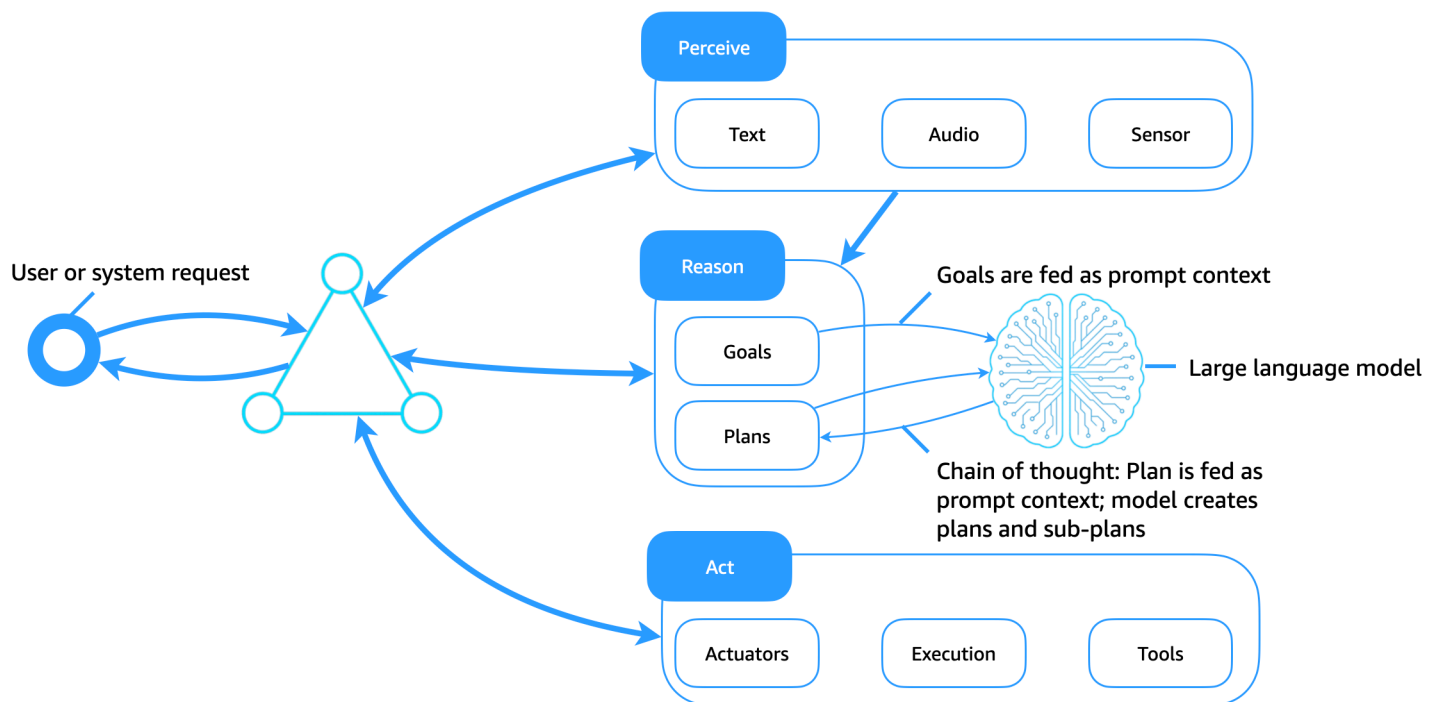 Perceive
Text
Audio
Sensor
User or system request
Reason
Goals are fed as prompt context
Goals
Large language model
Plans
Chain of thought: Plan is fed as
prompt context; model creates
plans and sub-plans
Act
Actuators
Execution
Tools